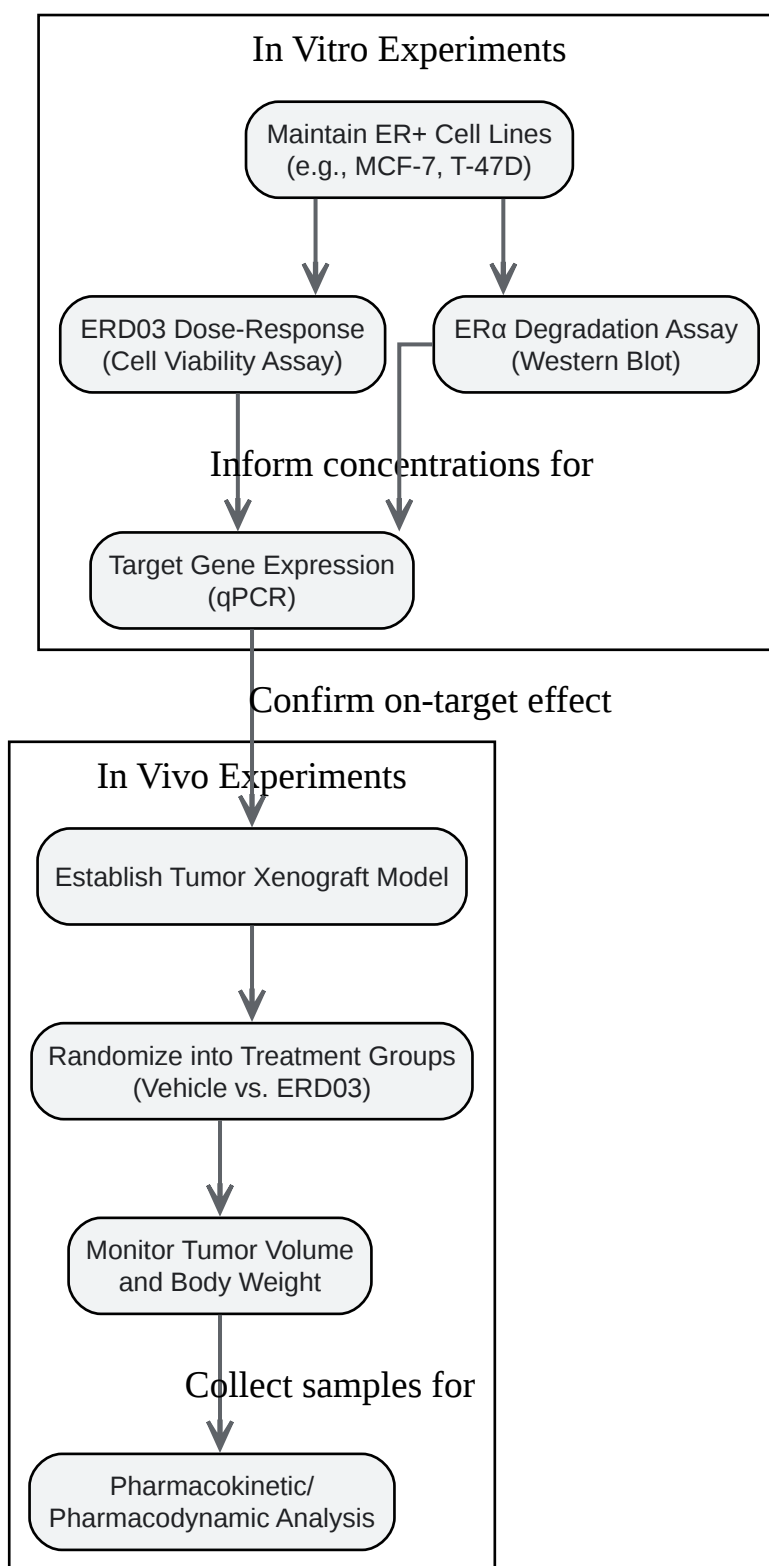 In Vitro Experiments
Maintain ER+ Cell Lines
(e.g., MCF-7, T-47D)
ERD03 Dose-Response
(Cell Viability Assay)
ERα Degradation Assay
(Western Blot)
Inform concentrations for
Target Gene Expression
(qPCR)
Confirm on-target effect
In Vivo Experiments
Establish Tumor Xenograft Model
Randomize into Treatment Groups
(Vehicle vs. ERD03)
Monitor Tumor Volume
and Body Weight
Collect samples for
Pharmacokinetic/
Pharmacodynamic Analysis